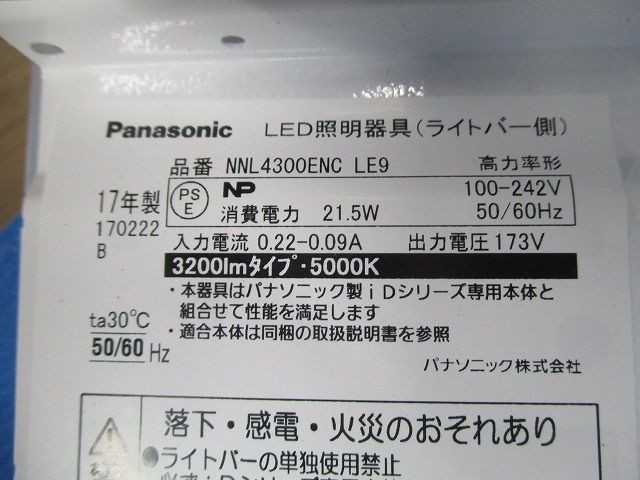 Panasonic LED照明器具(ライトバー側)
品番 NNL4300ENC LE9 高力率形
17年製 PS E NP 100-242V
170222 消費電力 21.5W 50/60Hz
B 入力電流 0.22-0.09A 出力電圧173V
3200lmタイプ・5000K
・本器具はパナソニック製iDシリーズ専用本体と
組合せて性能を満足します
ta30℃ ・適合本体は同梱の取扱説明書を参照
50/60 Hz
パナソニック株式会社
落下・感電・火災のおそれあり
●ライトバーの単独使用禁止